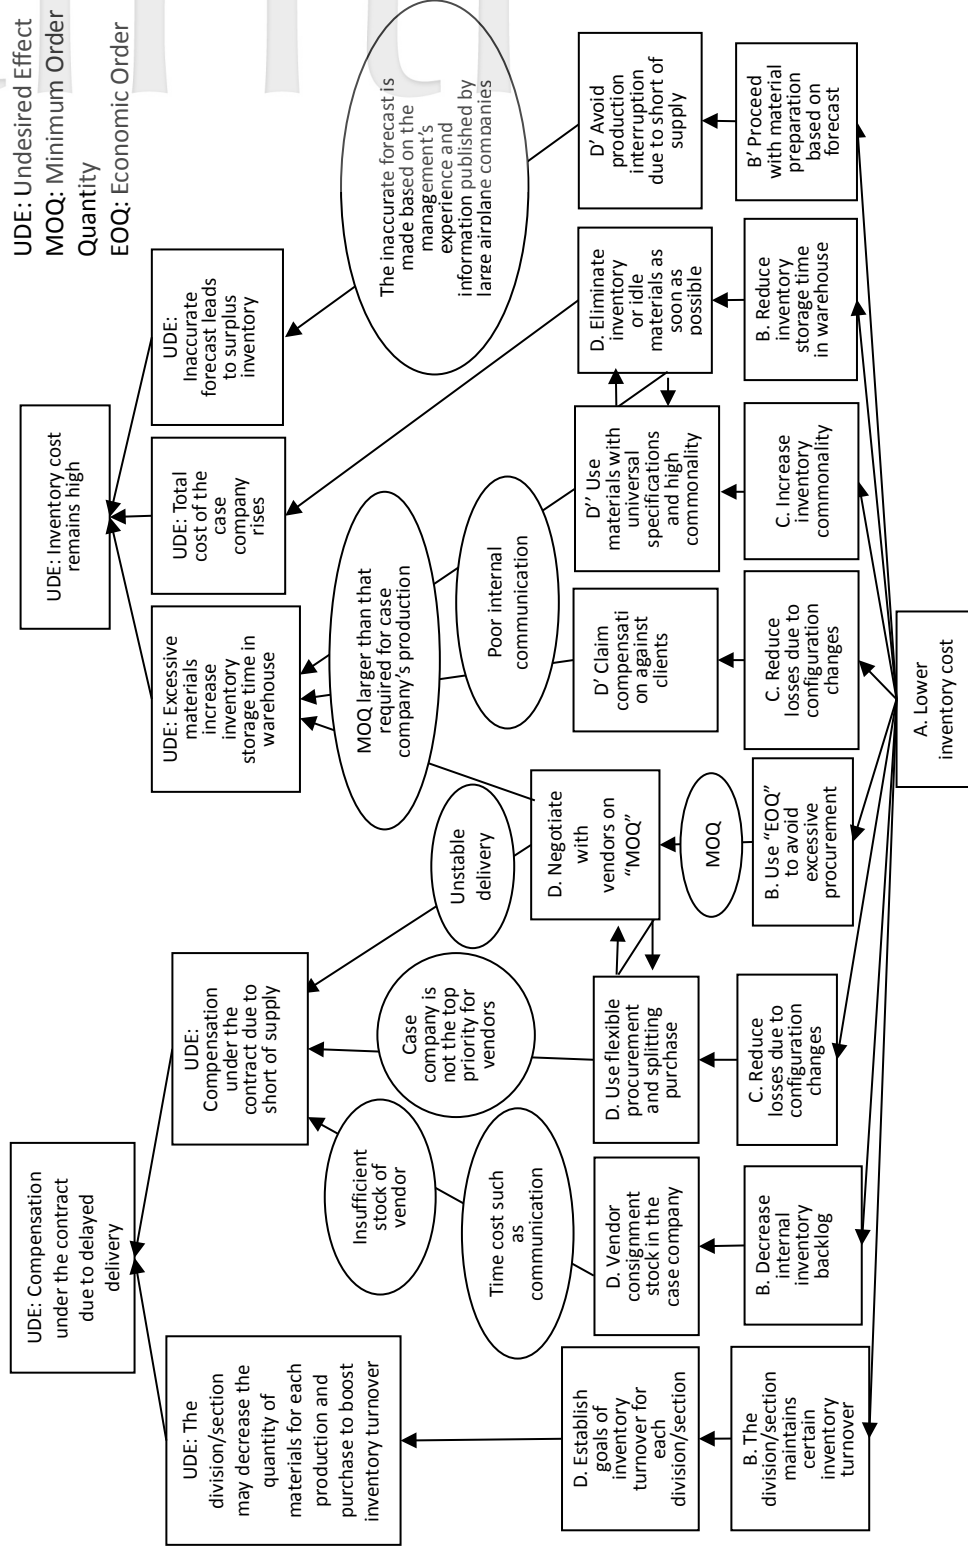 UDE: Undesired Effect
MOQ: Minimum Order
Quantity
EOQ: Economic Order
UDE: Compensation
under the contract
due to delayed
delivery
UDE: Inventory cost
remains high
UDE: The
division/section
may decrease the
quantity of
materials for each
production and
purchase to boost
inventory turnover
UDE:
Compensation
under the
contract due to
short of supply
UDE: Excessive
materials
increase
inventory
storage time in
warehouse
UDE: Total
cost of the
case
company
rises
UDE:
Inaccurate
forecast leads
to surplus
inventory
Insufficient
stock of
vendor
Case
company is
not the top
priority for
vendors
Unstable
delivery
MOQ larger than that
required for case
company's production
The inaccurate forecast is
made based on the
management's
experience and
information published by
large airplane companies
Time cost such
as
communication
Poor internal
communication
D. Establish
goals of
inventory
turnover for
each
division/section
D. Vendor
consignment
stock in the
case company
D. Use flexible
procurement
and splitting
purchase
D. Negotiate
with
vendors on
“MOQ”
D’ Claim
compensati
on against
clients
D’’ Use
materials with
universal
specifications
and high
commonality
D. Eliminate
inventory
or idle
materials as
soon as
possible
D’ Avoid
production
interruption
due to short of
supply
MOQ
B. The
division/section
maintains
certain
inventory
turnover
B. Decrease
internal
inventory
backlog
C. Reduce
losses due to
configuration
changes
B. Use “EOQ”
to avoid
excessive
procurement
C. Reduce
losses due to
configuration
changes
C. Increase
inventory
commonality
B. Reduce
inventory
storage time
in warehouse
B’ Proceed
with material
preparation
based on
forecast
A. Lower
inventory cost